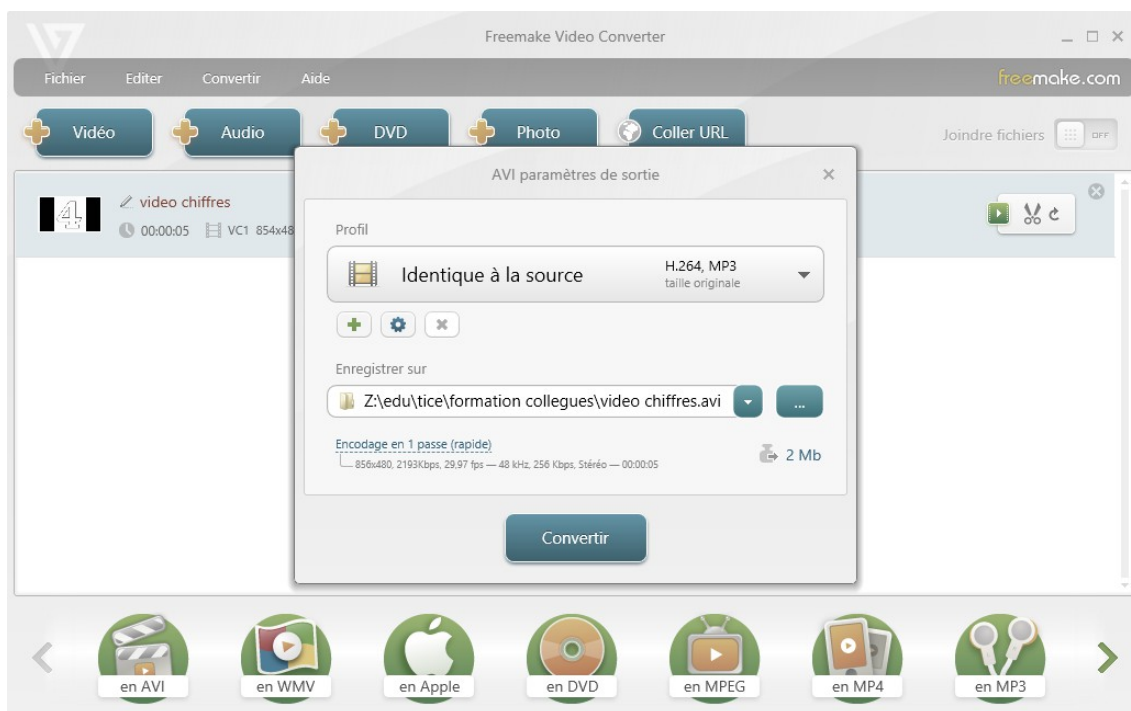 Freemake Video Converter
Fichier Editer Convertir Aide freemake.com
Vidéo Audio DVD Photo Coller URL Joindre fichiers OFF
AVI paramètres de sortie
4
video chiffres
00:00:05 VC1 854x48
Profil
Identique à la source H.264, MP3
taille originale
Enregistrer sur
Z:\edu\tice\formation collegues\video chiffres.avi ...
Encodage en 1 passe (rapide)
856x480, 2193Kbps, 29,97 fps — 48 kHz, 256 Kbps, Stéréo — 00:00:05
2 Mb
Convertir
en AVI en WMV en Apple en DVD en MPEG en MP4 en MP3